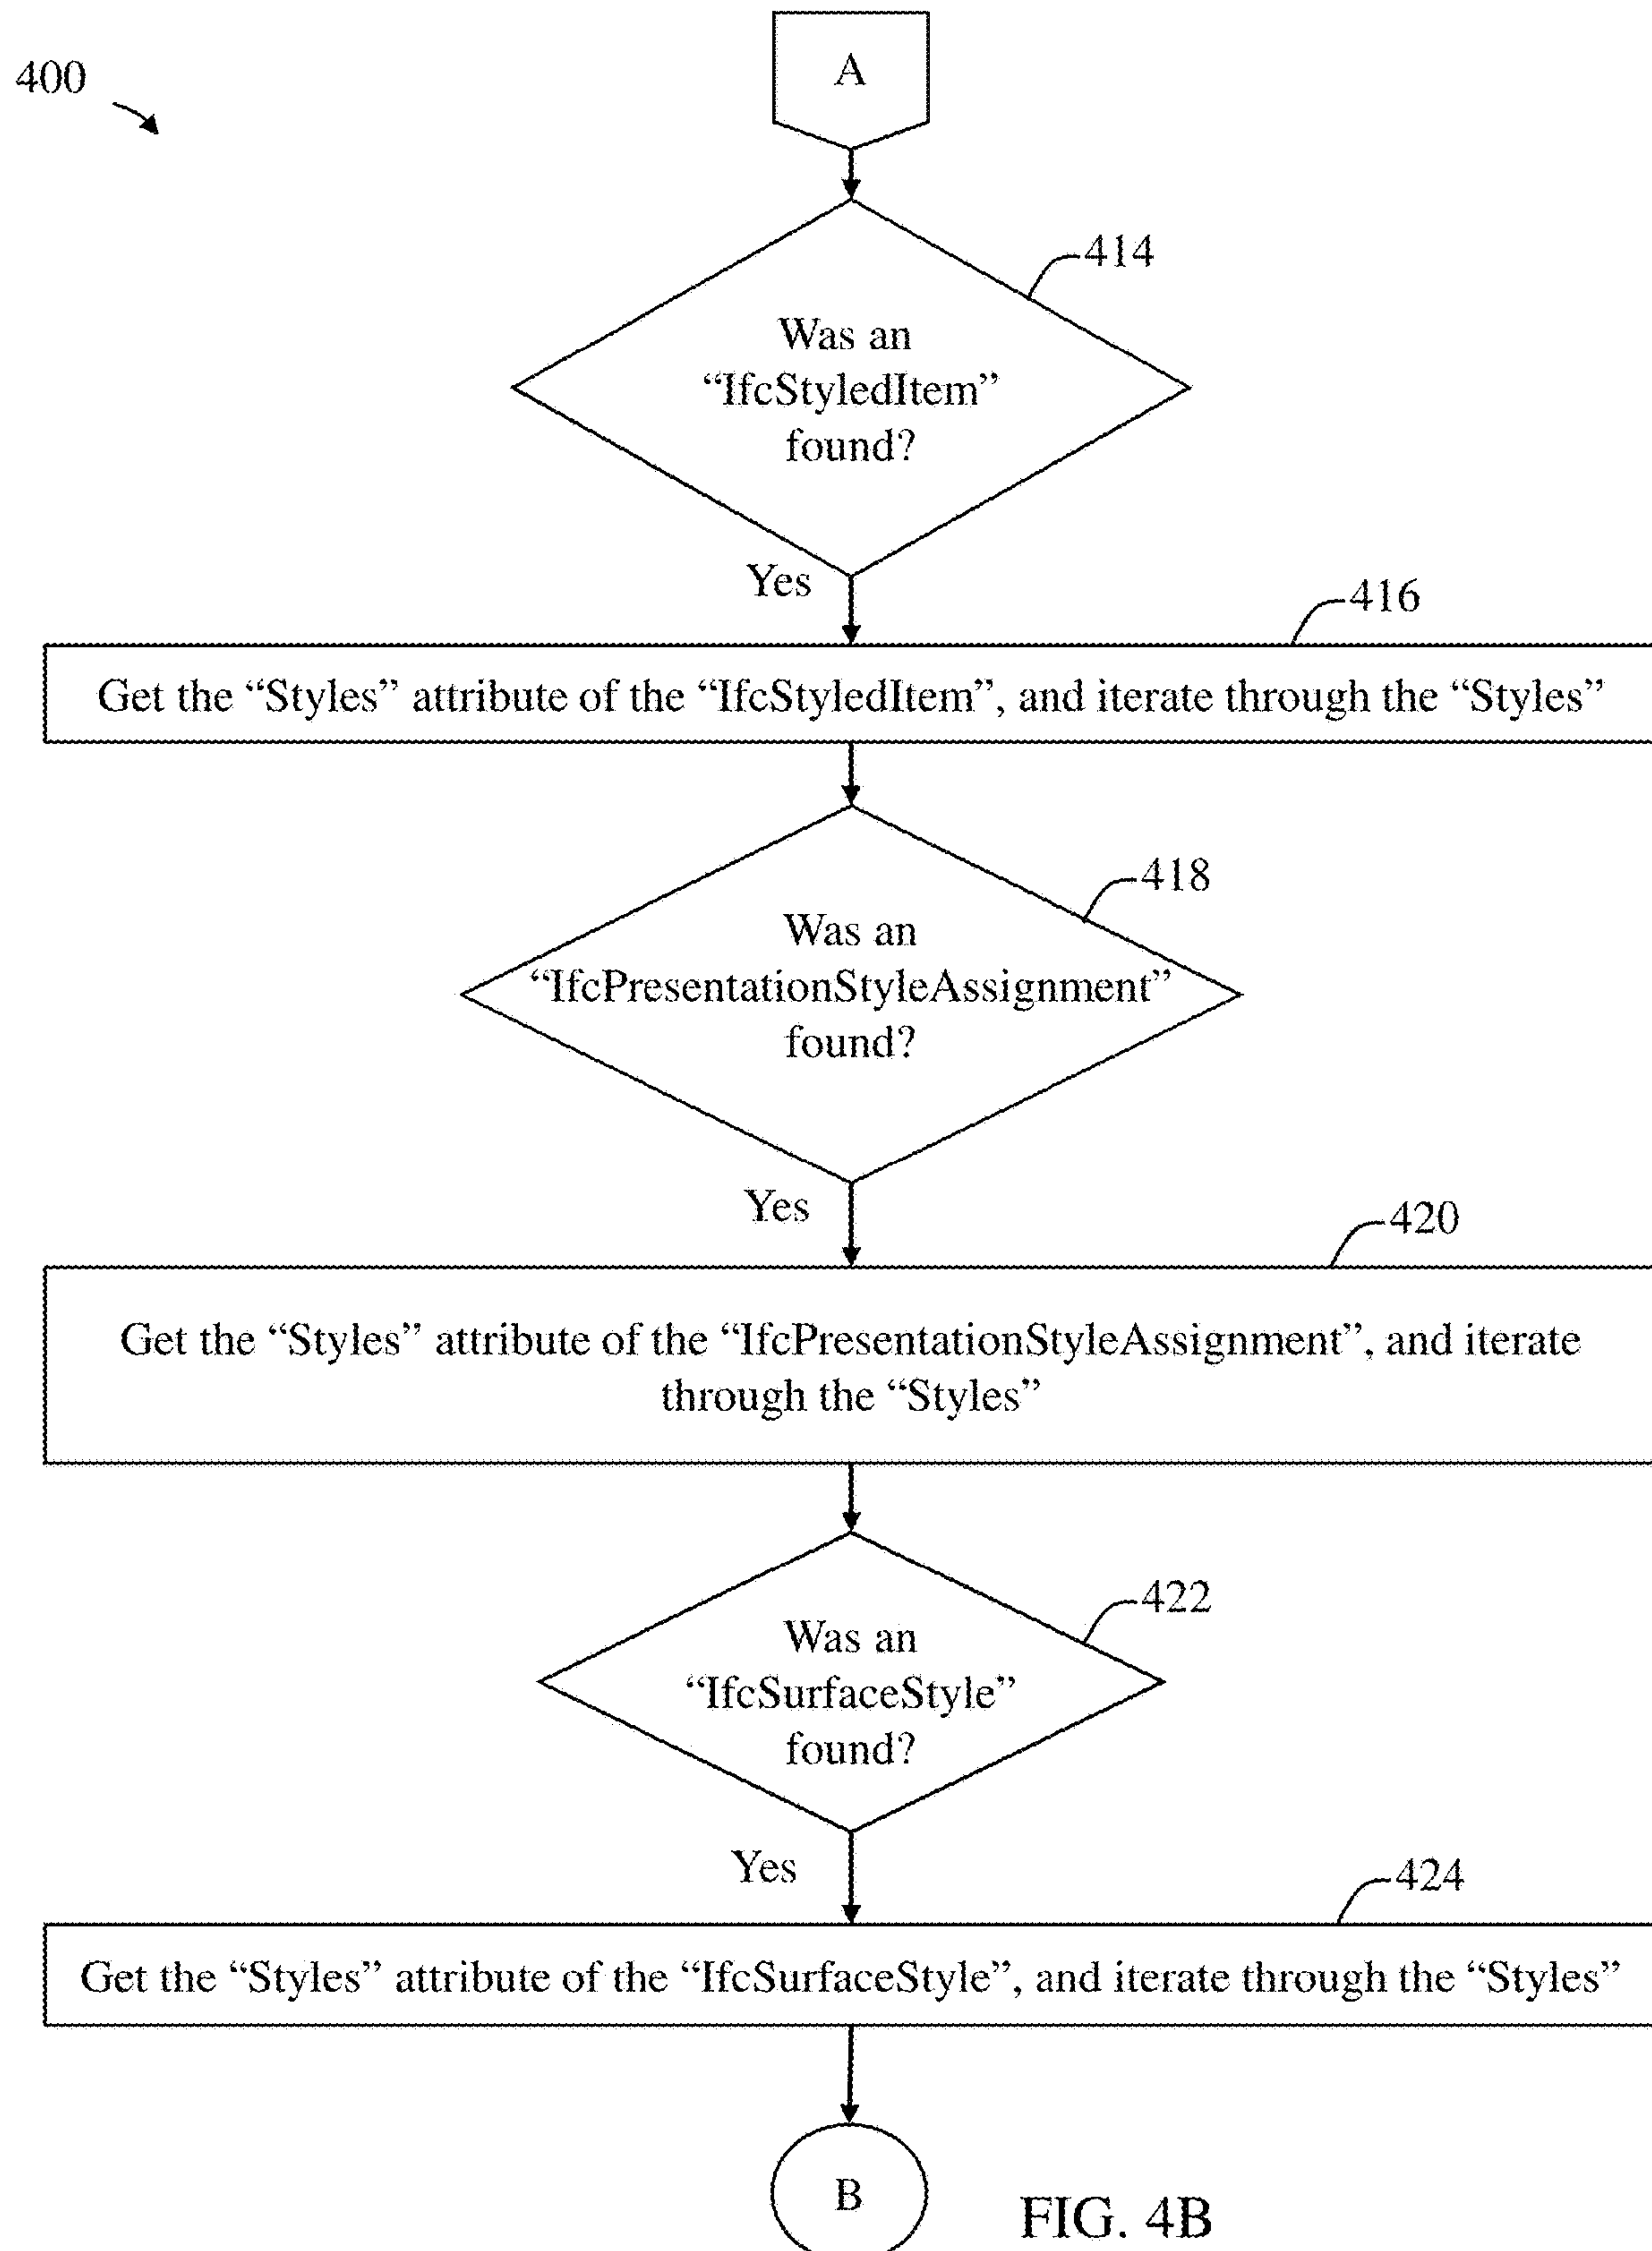 A
400
414
Was an
“IfcStyledItem”
found?
Yes
416
Get the “Styles” attribute of the “IfcStyledItem”, and iterate through the “Styles”
418
Was an
“IfcPresentationStyleAssignment”
found?
Yes
420
Get the “Styles” attribute of the “IfcPresentationStyleAssignment”, and iterate
through the “Styles”
422
Was an
“IfcSurfaceStyle”
found?
Yes
424
Get the “Styles” attribute of the “IfcSurfaceStyle”, and iterate through the “Styles”
B
FIG. 4B